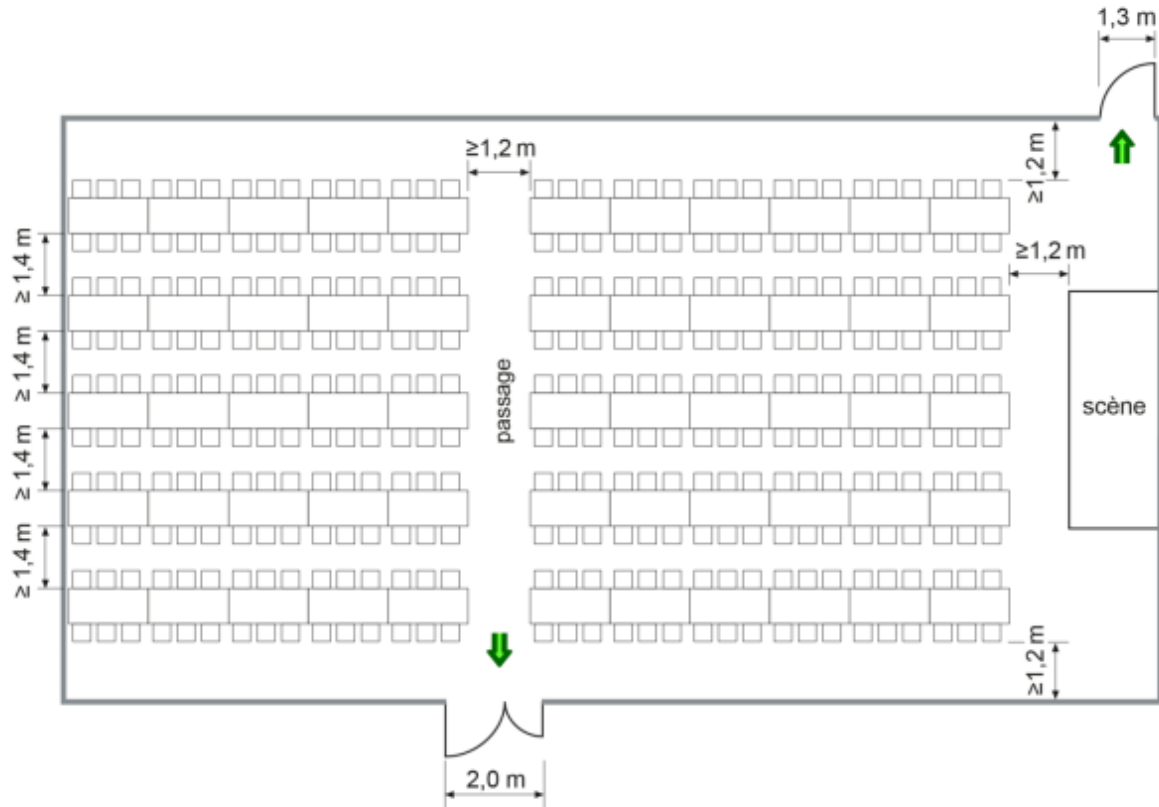 1,3 m
≥1,2 m
≥1,2 m
≥1,2 m
≥ 1,4 m
≥ 1,4 m
passage
scène
≥ 1,4 m
≥ 1,4 m
≥1,2 m
2,0 m